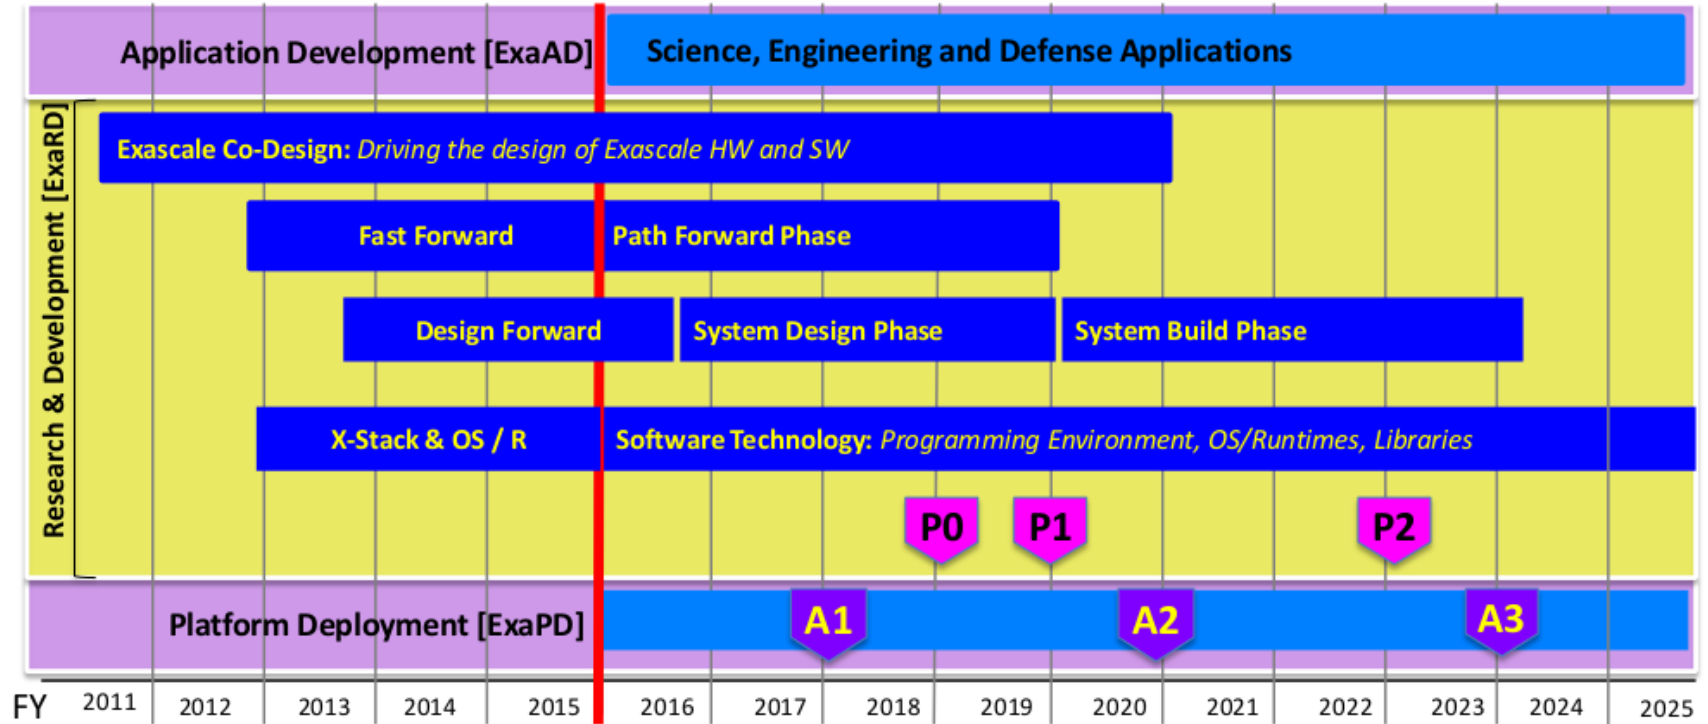 Application Development [ExaAD]
Science, Engineering and Defense Applications
Research & Development [ExaRD]
Exascale Co-Design: Driving the design of Exascale HW and SW
Fast Forward
Path Forward Phase
Design Forward
System Design Phase
System Build Phase
X-Stack & OS / R
Software Technology: Programming Environment, OS/Runtimes, Libraries
P0
P1
P2
Platform Deployment [ExaPD]
A1
A2
A3
FY 2011 2012 2013 2014 2015 2016 2017 2018 2019 2020 2021 2022 2023 2024 2025